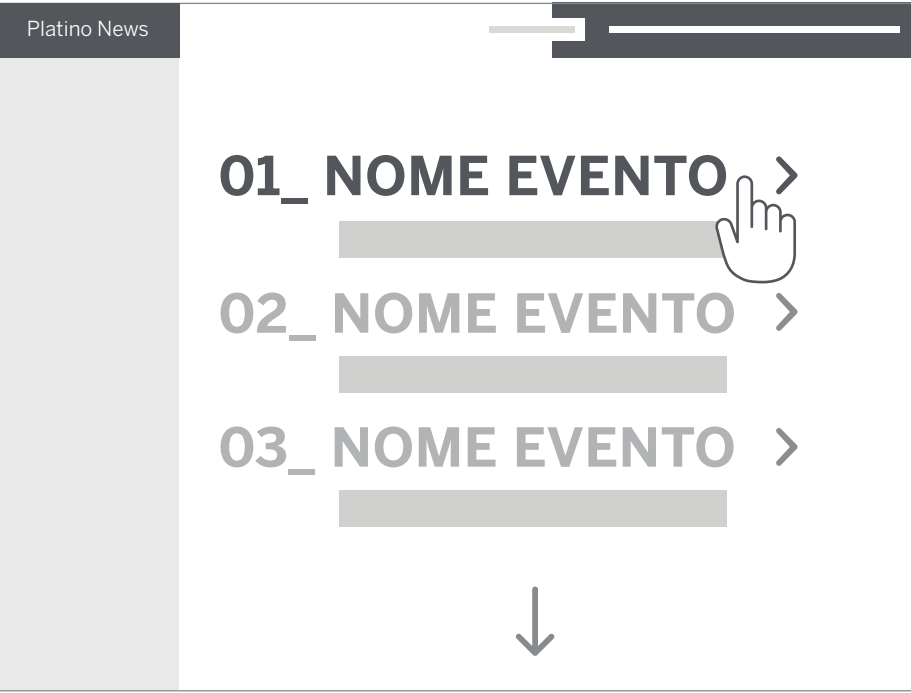 Platino News
01_ NOME EVENTO
02_ NOME EVENTO
03_ NOME EVENTO